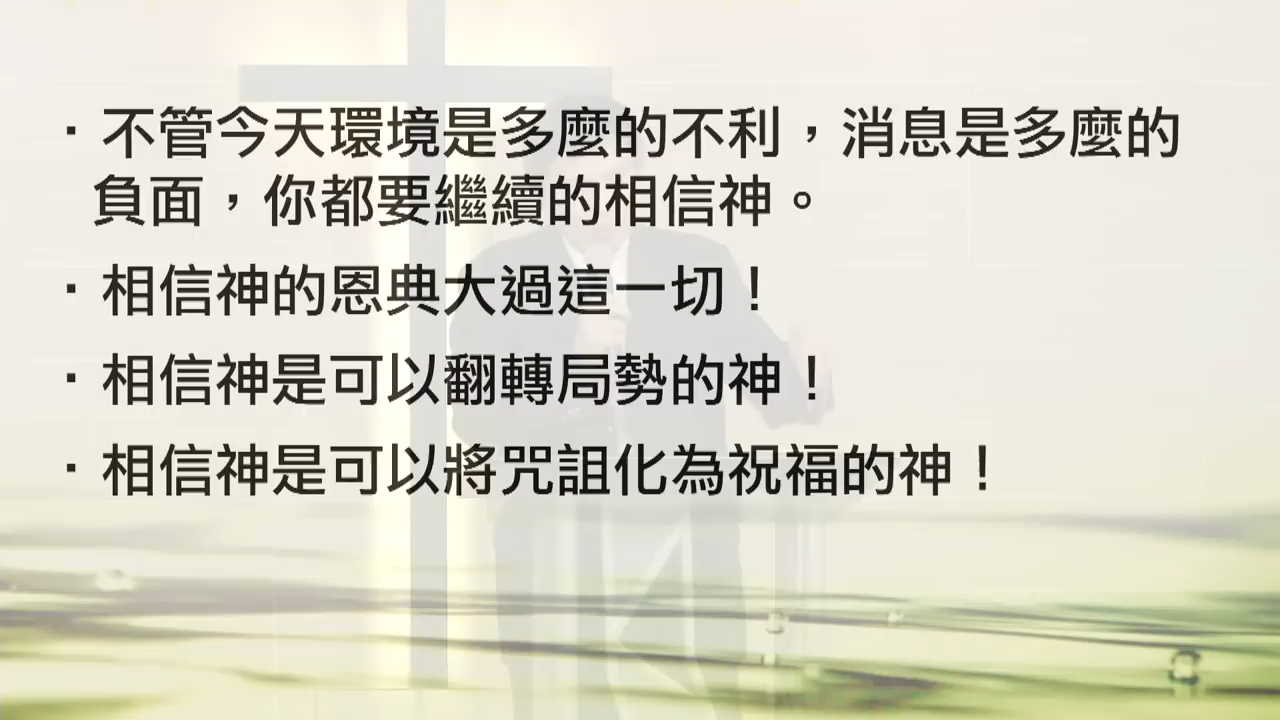 · 不管今天環境是多麼的不利，消息是多麼的
負面，你都要繼續的相信神。
· 相信神的恩典大過這一切！
· 相信神是可以翻轉局勢的神！
· 相信神是可以將咒詛化為祝福的神！